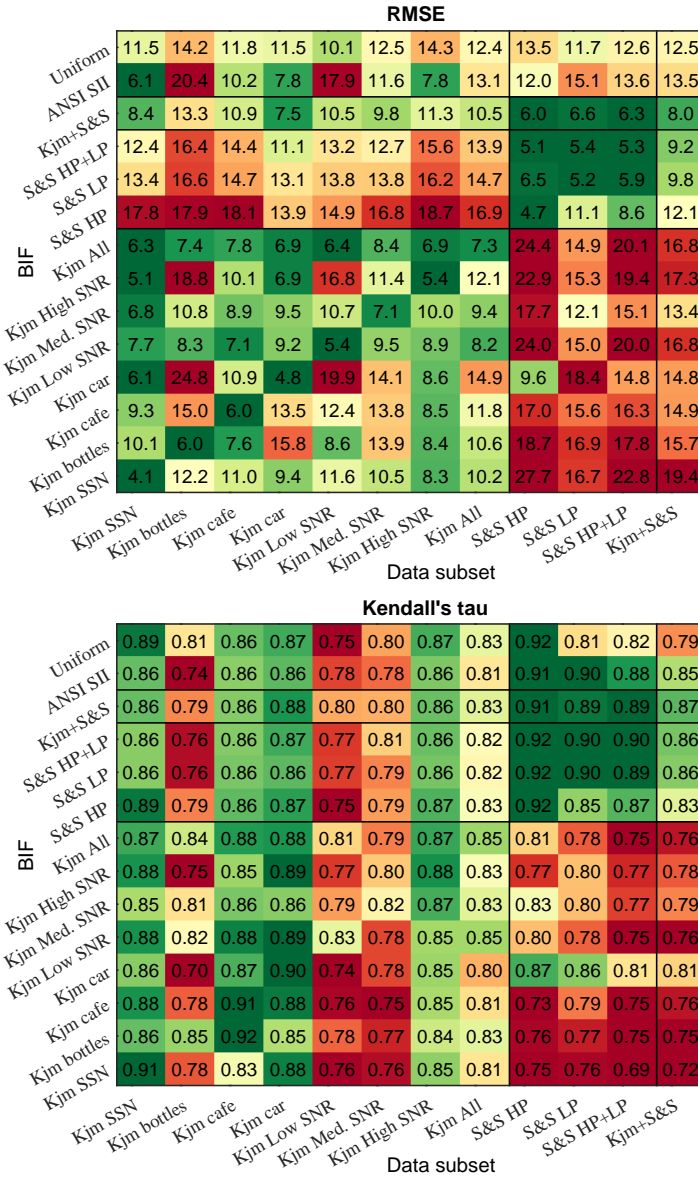 RMSE
Uniform 11.5 14.2 11.8 11.5 10.1 12.5 14.3 12.4 13.5 11.7 12.6 12.5
ANSI SII 6.1 20.4 10.2 7.8 17.9 11.6 7.8 13.1 12.0 15.1 13.6 13.5
Kjm+S&S 8.4 13.3 10.9 7.5 10.5 9.8 11.3 10.5 6.0 6.6 6.3 8.0
S&S HP+LP 12.4 16.4 14.4 11.1 13.2 12.7 15.6 13.9 5.1 5.4 5.3 9.2
S&S LP 13.4 16.6 14.7 13.1 13.8 13.8 16.2 14.7 6.5 5.2 5.9 9.8
S&S HP 17.8 17.9 18.1 13.9 14.9 16.8 18.7 16.9 4.7 11.1 8.6 12.1
Kjm All 6.3 7.4 7.8 6.9 6.4 8.4 6.9 7.3 24.4 14.9 20.1 16.8
Kjm High SNR 5.1 18.8 10.1 6.9 16.8 11.4 5.4 12.1 22.9 15.3 19.4 17.3
Kjm Med. SNR 6.8 10.8 8.9 9.5 10.7 7.1 10.0 9.4 17.7 12.1 15.1 13.4
Kjm Low SNR 7.7 8.3 7.1 9.2 5.4 9.5 8.9 8.2 24.0 15.0 20.0 16.8
Kjm car 6.1 24.8 10.9 4.8 19.9 14.1 8.6 14.9 9.6 18.4 14.8 14.8
Kjm cafe 9.3 15.0 6.0 13.5 12.4 13.8 8.5 11.8 17.0 15.6 16.3 14.9
Kjm bottles 10.1 6.0 7.6 15.8 8.6 13.9 8.4 10.6 18.7 16.9 17.8 15.7
Kjm SSN 4.1 12.2 11.0 9.4 11.6 10.5 8.3 10.2 27.7 16.7 22.8 19.4
BIF
Kjm SSN Kjm bottles Kjm cafe Kjm car Kjm Low SNR Kjm Med. SNR Kjm High SNR Kjm All S&S HP S&S LP S&S HP+LP Kjm+S&S
Data subset
Kendall's tau
Uniform 0.89 0.81 0.86 0.87 0.75 0.80 0.87 0.83 0.92 0.81 0.82 0.79
ANSI SII 0.86 0.74 0.86 0.86 0.78 0.78 0.86 0.81 0.91 0.90 0.88 0.85
Kjm+S&S 0.86 0.79 0.86 0.88 0.80 0.80 0.86 0.83 0.91 0.89 0.89 0.87
S&S HP+LP 0.86 0.76 0.86 0.87 0.77 0.81 0.86 0.82 0.92 0.90 0.90 0.86
S&S LP 0.86 0.76 0.86 0.86 0.77 0.79 0.86 0.82 0.92 0.90 0.89 0.86
S&S HP 0.89 0.79 0.86 0.87 0.75 0.79 0.87 0.83 0.92 0.85 0.87 0.83
Kjm All 0.87 0.84 0.88 0.88 0.81 0.79 0.87 0.85 0.81 0.78 0.75 0.76
Kjm High SNR 0.88 0.75 0.85 0.89 0.77 0.80 0.88 0.83 0.77 0.80 0.77 0.78
Kjm Med. SNR 0.85 0.81 0.86 0.86 0.79 0.82 0.87 0.83 0.83 0.80 0.77 0.79
Kjm Low SNR 0.88 0.82 0.88 0.89 0.83 0.78 0.85 0.85 0.80 0.78 0.75 0.76
Kjm car 0.86 0.70 0.87 0.90 0.74 0.78 0.85 0.80 0.87 0.86 0.81 0.81
Kjm cafe 0.88 0.78 0.91 0.88 0.76 0.75 0.85 0.81 0.73 0.79 0.75 0.76
Kjm bottles 0.86 0.85 0.92 0.85 0.78 0.77 0.84 0.83 0.76 0.77 0.75 0.75
Kjm SSN 0.91 0.78 0.83 0.88 0.76 0.76 0.85 0.81 0.75 0.76 0.69 0.72
BIF
Kjm SSN Kjm bottles Kjm cafe Kjm car Kjm Low SNR Kjm Med. SNR Kjm High SNR Kjm All S&S HP S&S LP S&S HP+LP Kjm+S&S
Data subset